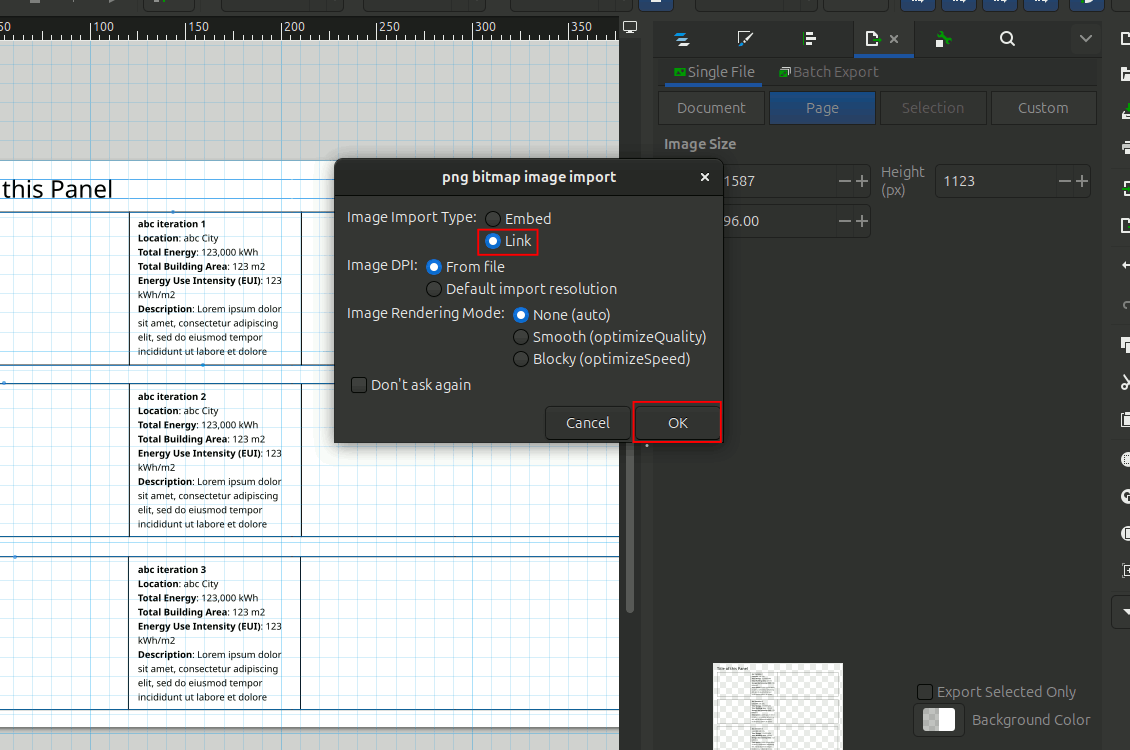 50
100
150
200
250
300
350
Single File
Batch Export
Document
Page
Selection
Custom
Image Size
1587
Height
(px)
1123
96.00
this Panel
abc iteration 1
Location: abc City
Total Energy: 123,000 kWh
Total Building Area: 123 m2
Energy Use Intensity (EUI): 123
kWh/m2
Description: Lorem ipsum dolor
sit amet, consectetur adipiscing
elit, sed do eiusmod tempor
incididunt ut labore et dolore
abc iteration 2
Location: abc City
Total Energy: 123,000 kWh
Total Building Area: 123 m2
Energy Use Intensity (EUI): 123
kWh/m2
Description: Lorem ipsum dolor
sit amet, consectetur adipiscing
elit, sed do eiusmod tempor
incididunt ut labore et dolore
abc iteration 3
Location: abc City
Total Energy: 123,000 kWh
Total Building Area: 123 m2
Energy Use Intensity (EUI): 123
kWh/m2
Description: Lorem ipsum dolor
sit amet, consectetur adipiscing
elit, sed do eiusmod tempor
incididunt ut labore et dolore
png bitmap image import
Image Import Type:
Embed
Link
Image DPI:
From file
Default import resolution
Image Rendering Mode:
None (auto)
Smooth (optimizeQuality)
Blocky (optimizeSpeed)
Don't ask again
Cancel
OK
Title of this Panel
Export Selected Only
Background Color